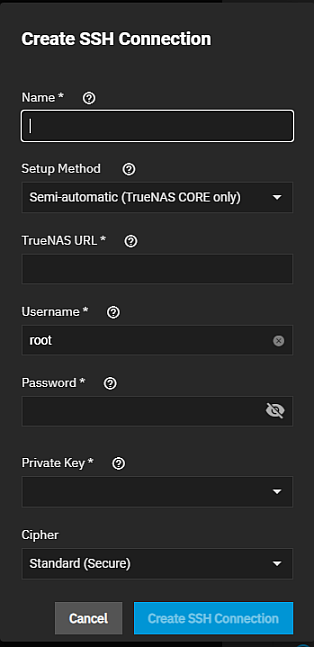 Create SSH Connection
Name *
Setup Method
Semi-automatic (TrueNAS CORE only)
TrueNAS URL *
Username *
root
Password *
Private Key *
Cipher
Standard (Secure)
Cancel
Create SSH Connection